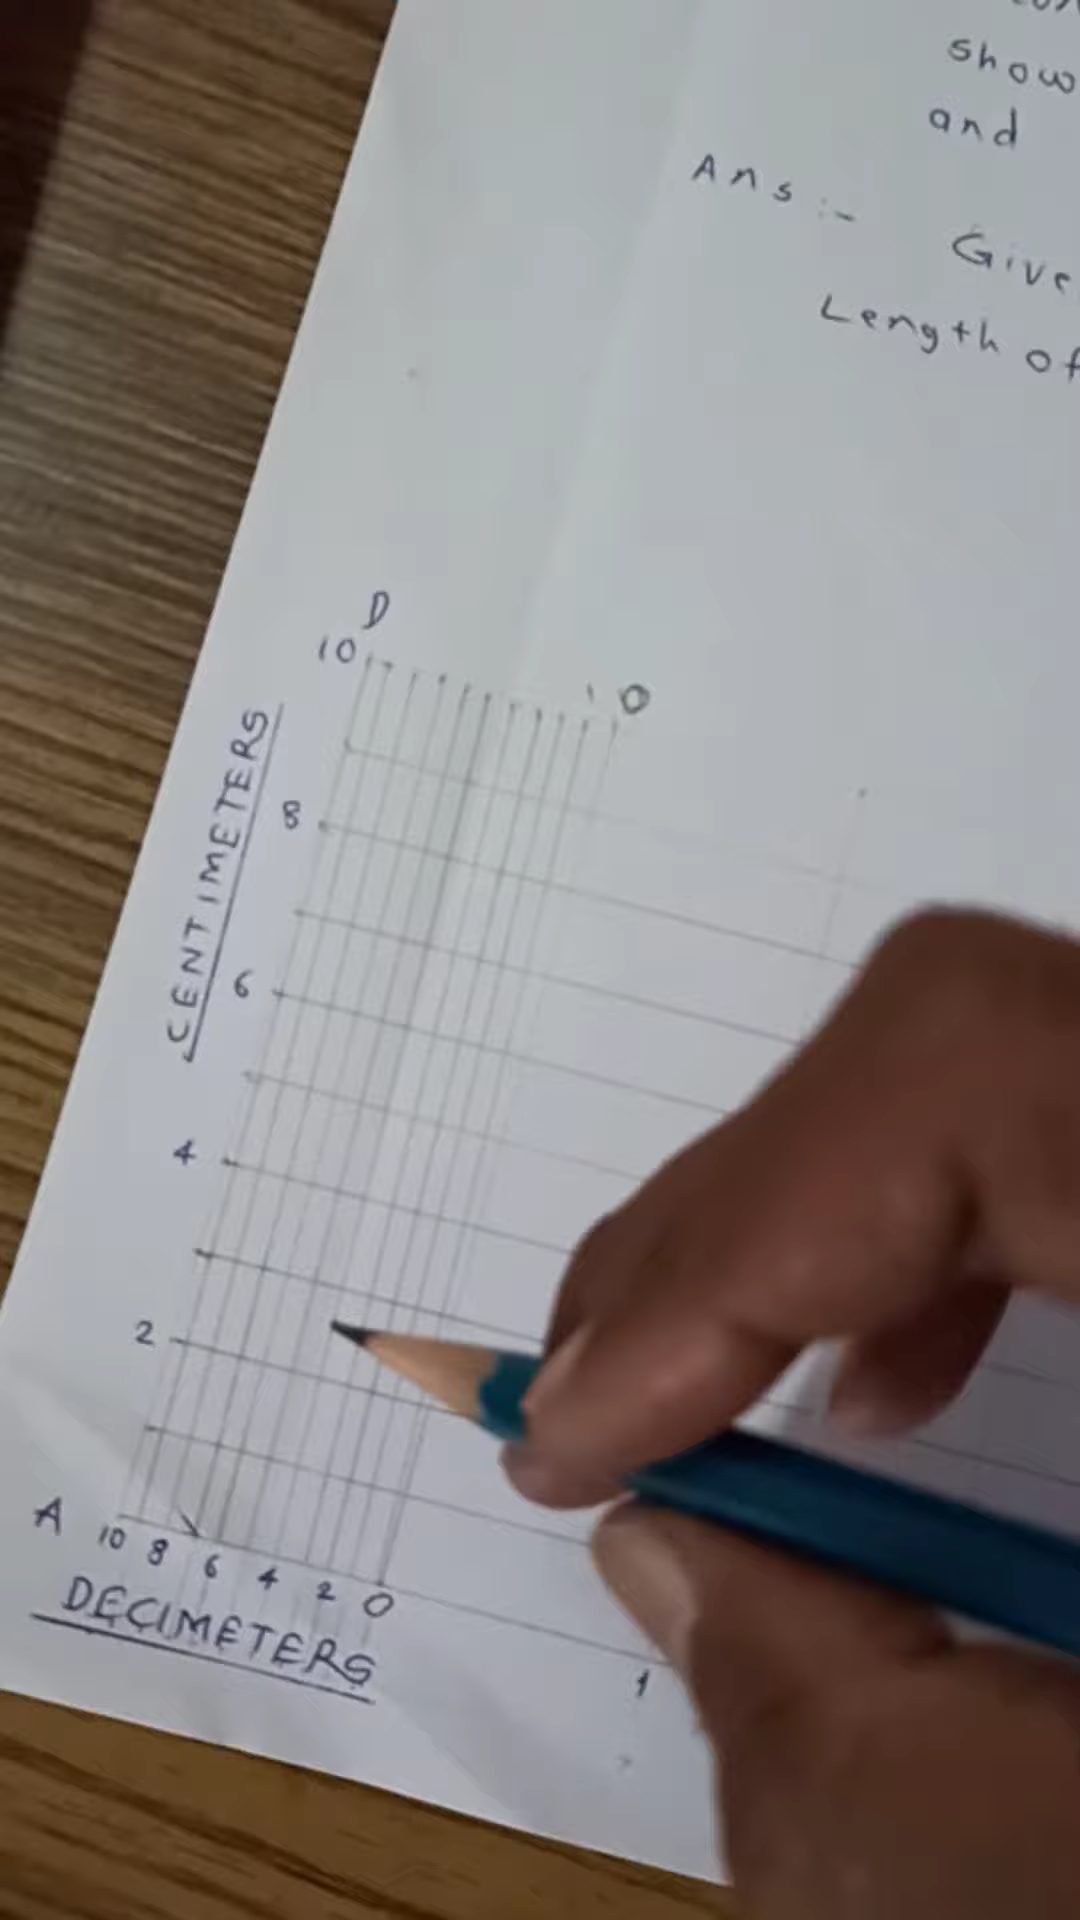 show
and
Ans :-
Give
Length of
D
10
0
CENTIMETERS
8
6
4
2
A
10 8 6 4 2 0
1
DECIMETERS